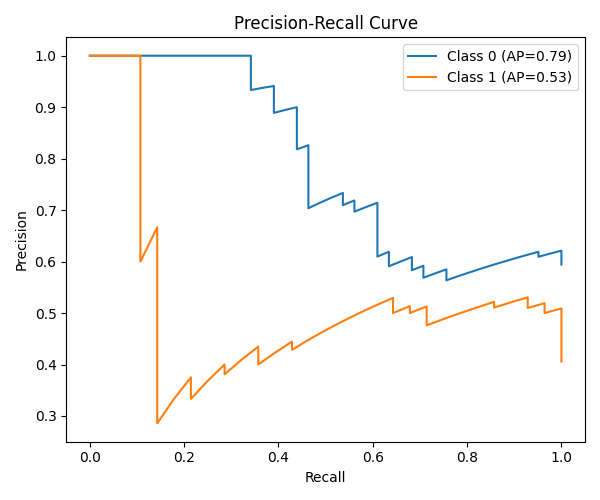 Precision-Recall Curve
Class 0 (AP=0.79)
Class 1 (AP=0.53)
1.0
0.9
0.8
0.7
0.6
0.5
0.4
0.3
Precision
0.0 0.2 0.4 0.6 0.8 1.0
Recall